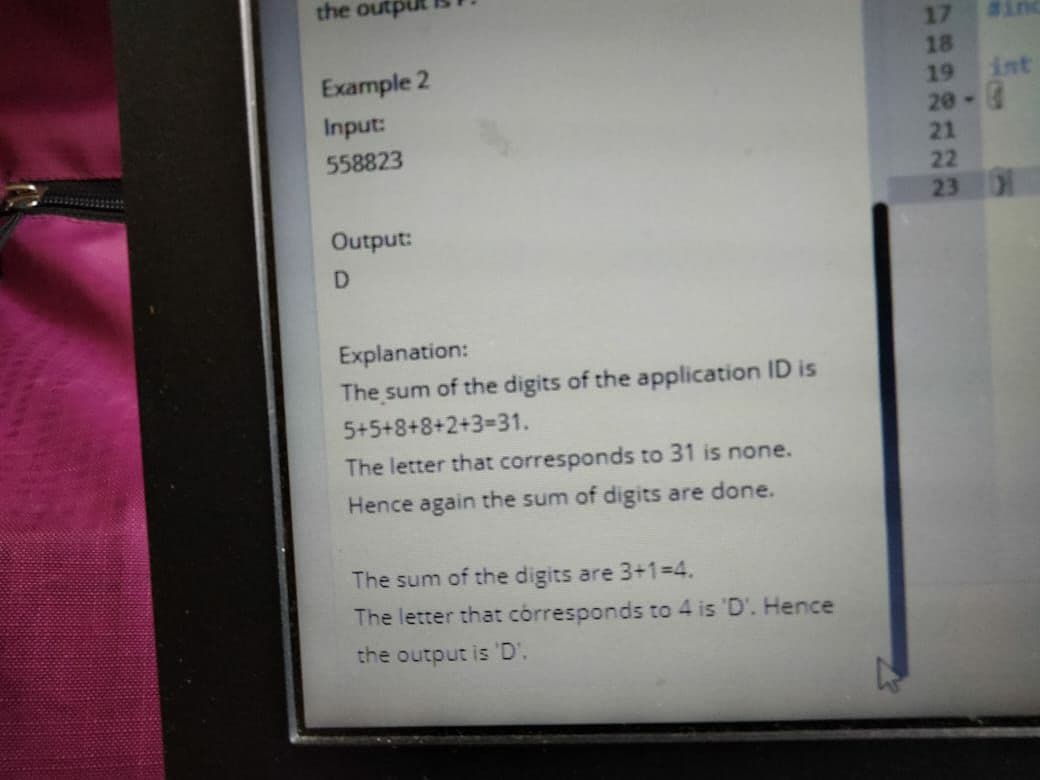 the output is
Example 2
Input:
558823
Output:
D
Explanation:
The sum of the digits of the application ID is
5+5+8+8+2+3=31.
The letter that corresponds to 31 is none.
Hence again the sum of digits are done.
The sum of the digits are 3+1=4.
The letter that corresponds to 4 is 'D'. Hence
the output is 'D'.
17 #inc
18
19 int
20 {
21
22
23 }